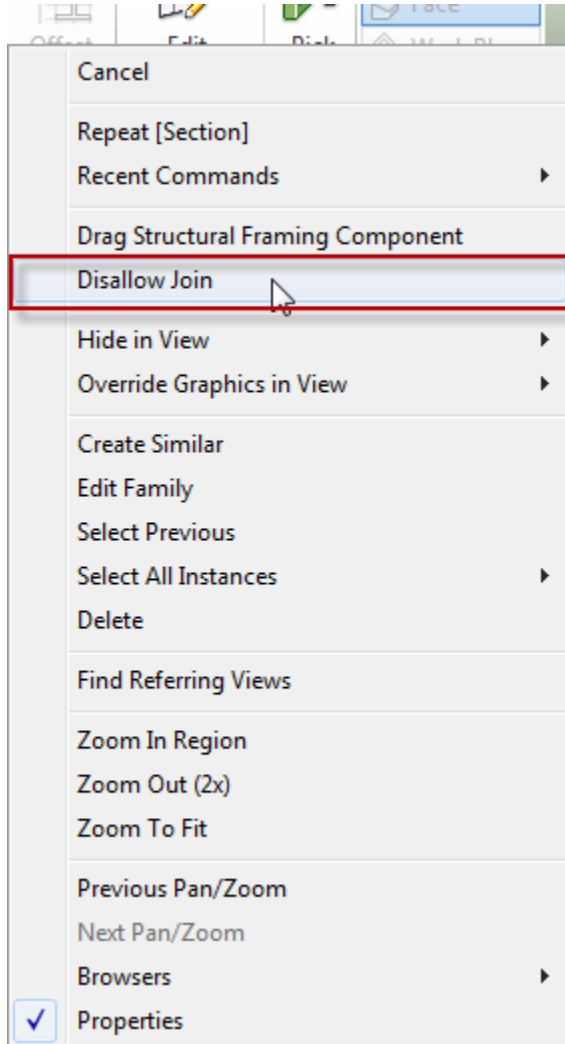 Face
Cancel
Repeat [Section]
Recent Commands
Drag Structural Framing Component
Disallow Join
Hide in View
Override Graphics in View
Create Similar
Edit Family
Select Previous
Select All Instances
Delete
Find Referring Views
Zoom In Region
Zoom Out (2x)
Zoom To Fit
Previous Pan/Zoom
Next Pan/Zoom
Browsers
Properties